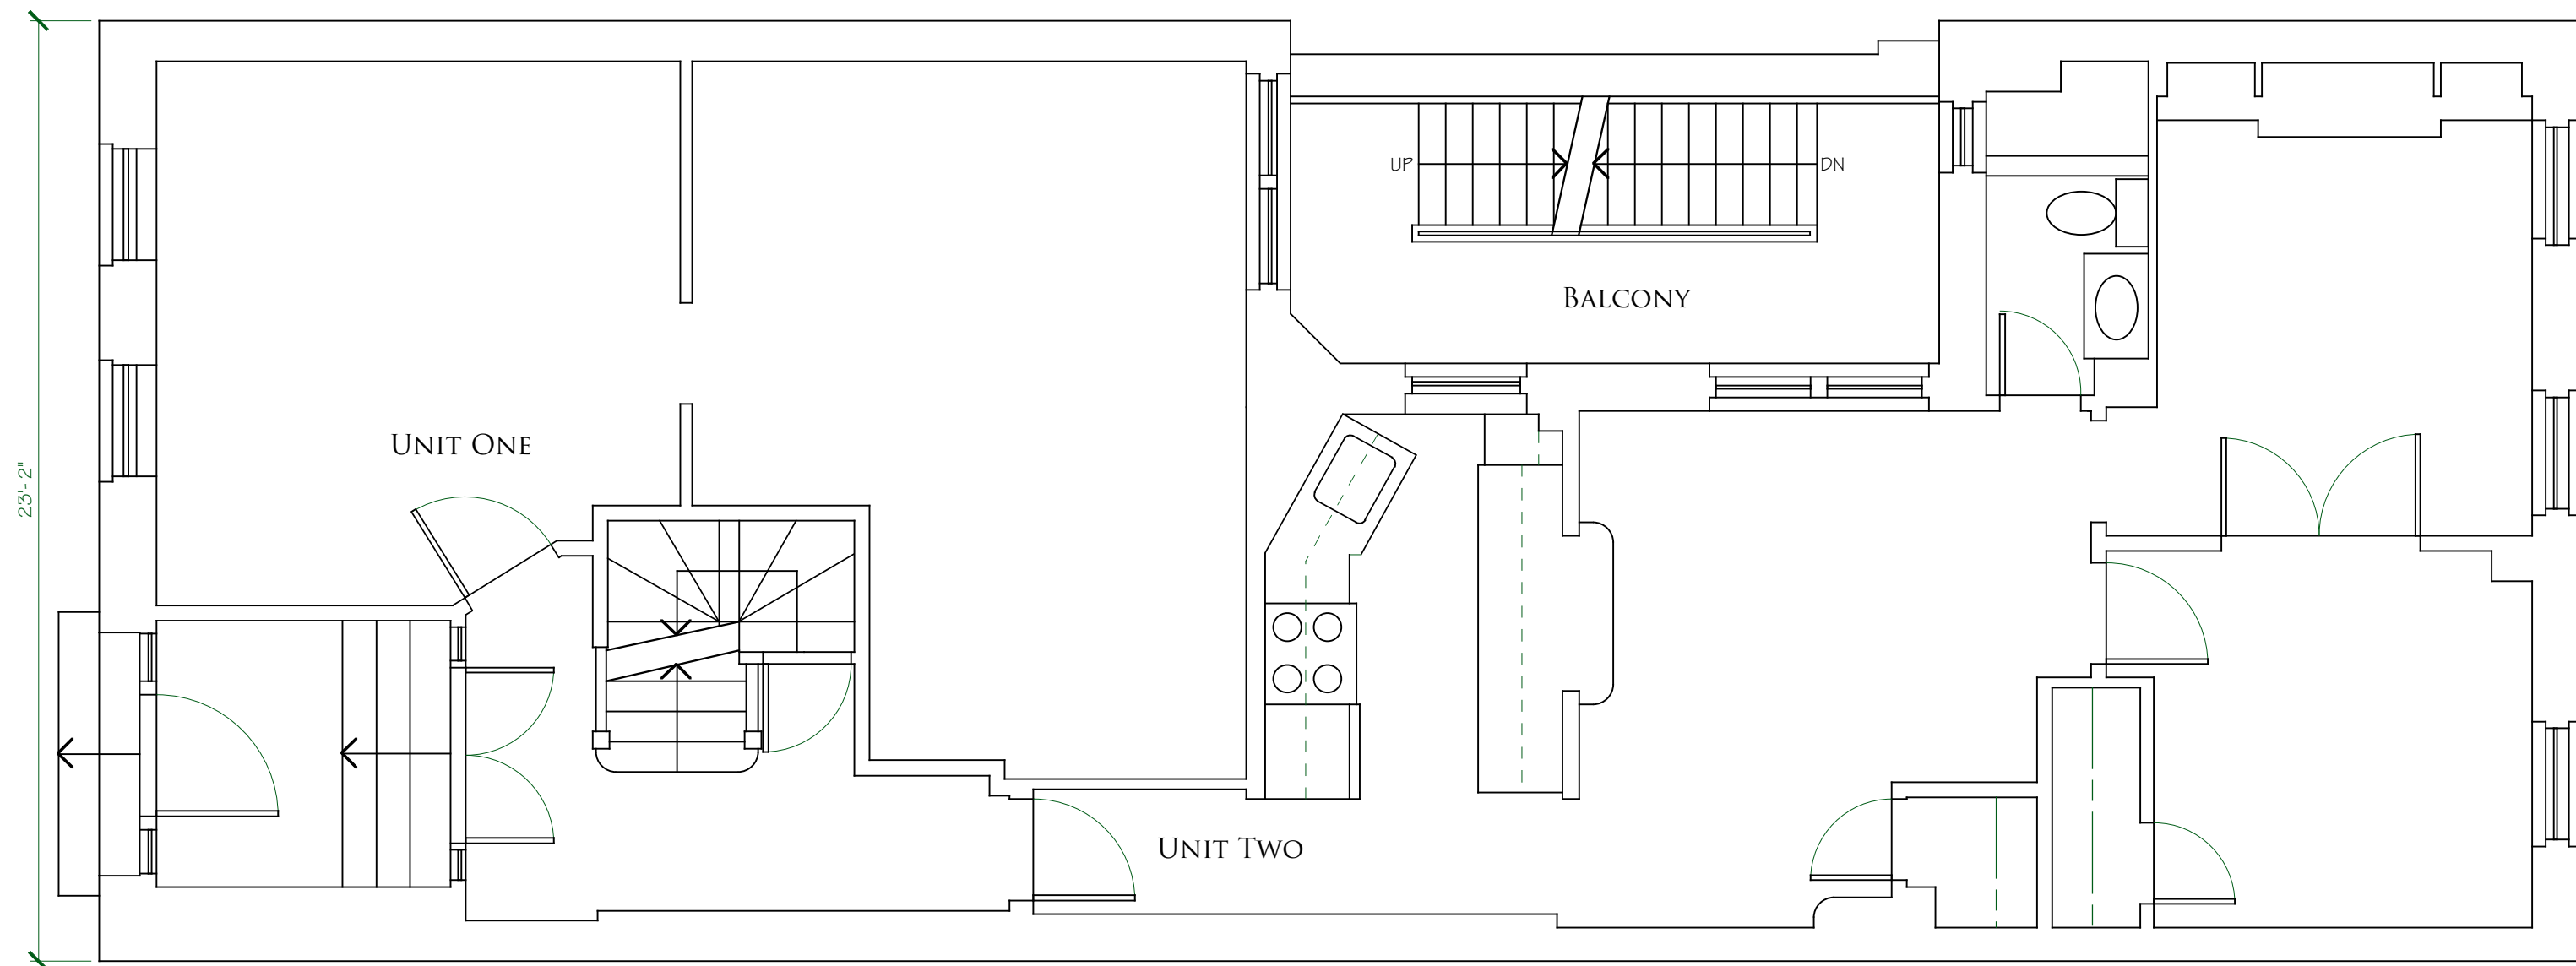 UP
DN
BALCONY
UNIT ONE
23'- 2"
UNIT TWO